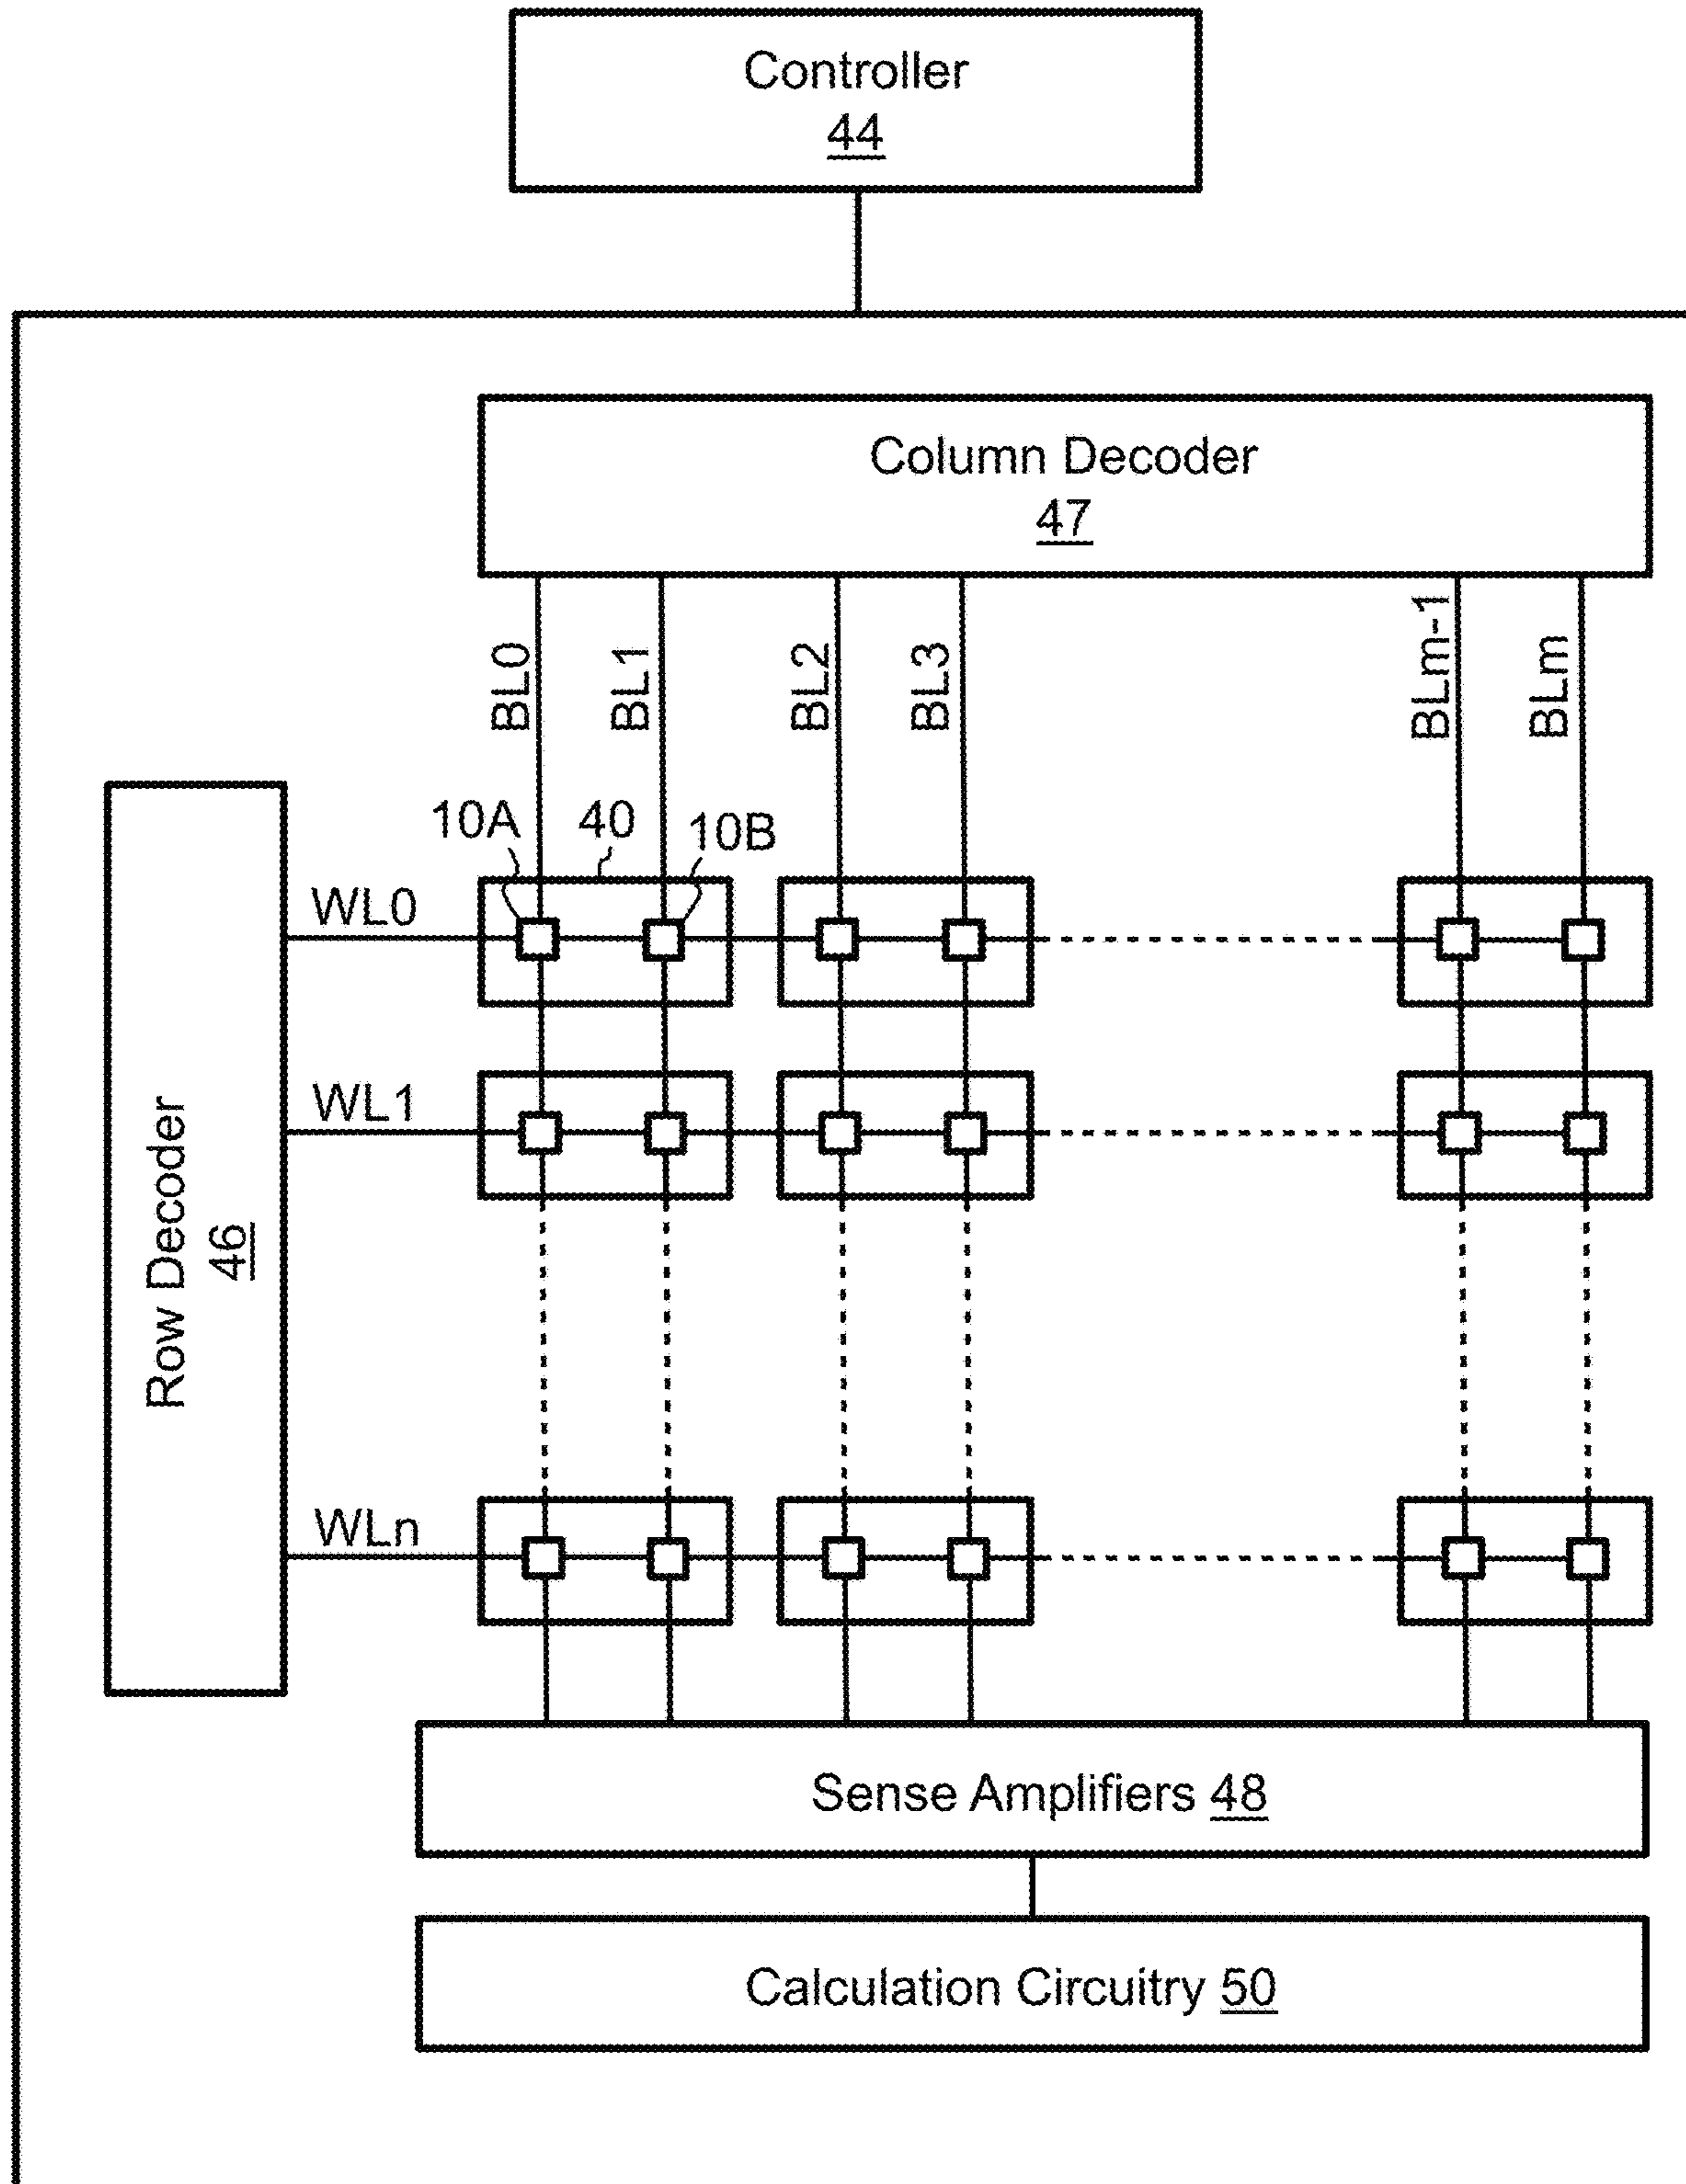 Controller
44
Column Decoder
47
BL0
BL1
BL2
BL3
BLm-1
BLm
10A
40
10B
WL0
WL1
Row Decoder
46
WLn
Sense Amplifiers 48
Calculation Circuitry 50